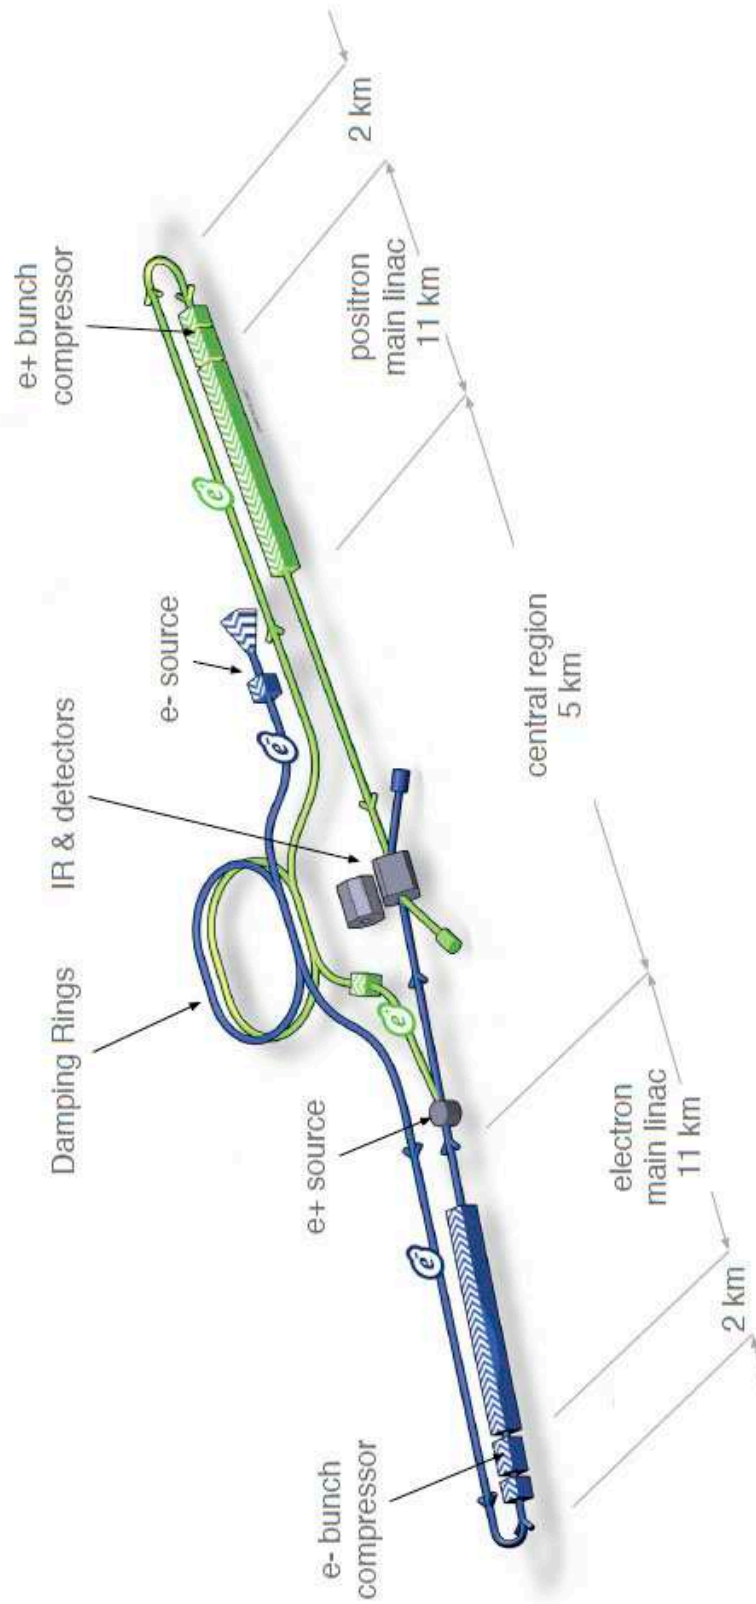 Damping Rings
IR & detectors
e- source
e+ bunch
compressor
e+ source
e- bunch
compressor
2 km
electron
main linac
11 km
central region
5 km
positron
main linac
11 km
2 km
e
e
e
e